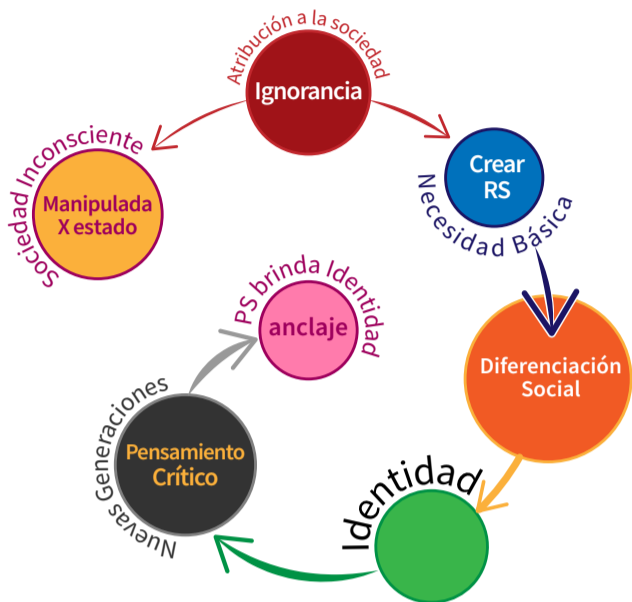 Atribución a la sociedad
Ignorancia
Sociedad Inconsciente
Manipulada
X estado
Crear
RS
Necesidad Básica
Diferenciación
Social
Identidad
Nuevas Generaciones
Pensamiento
Crítico
PS brinda Identidad
anclaje